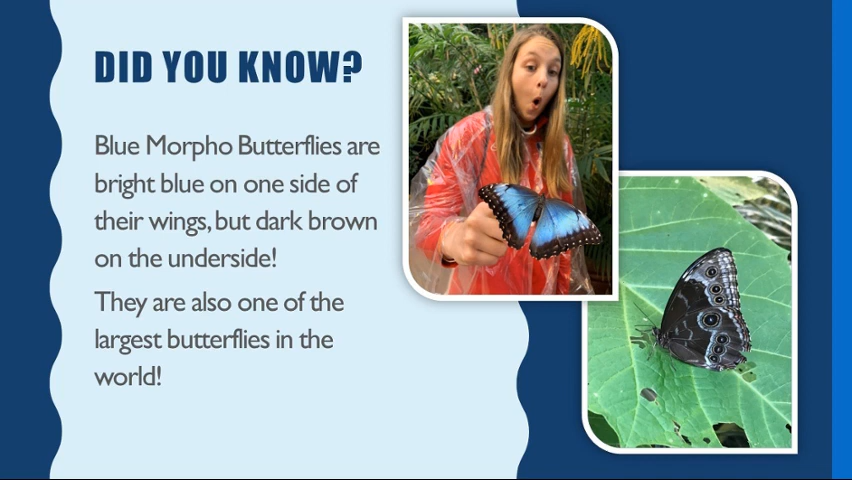 DID YOU KNOW?
Blue Morpho Butterflies are
bright blue on one side of
their wings, but dark brown
on the underside!
They are also one of the
largest butterflies in the
world!